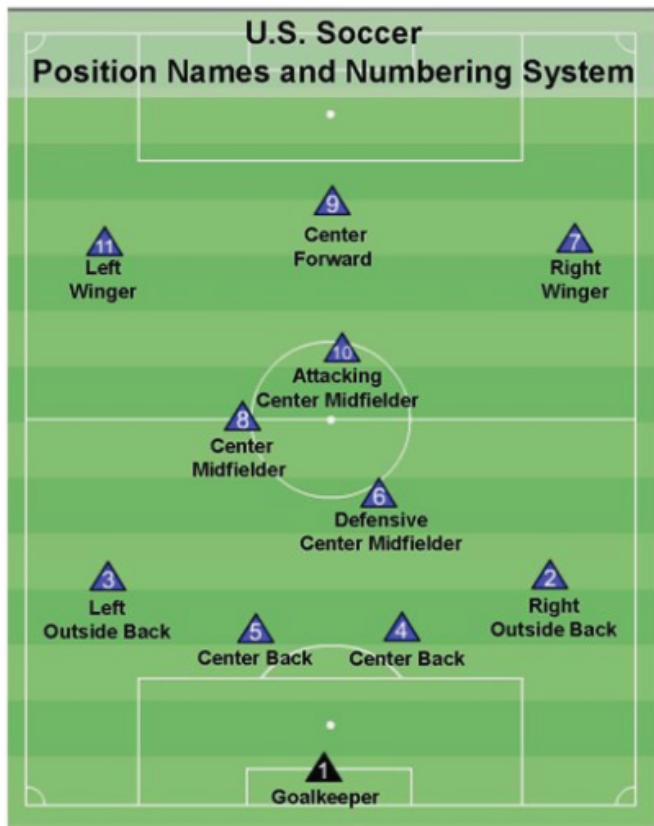 U.S. Soccer
Position Names and Numbering System
9
Center
Forward
11
Left
Winger
7
Right
Winger
10
Attacking
Center Midfielder
8
Center
Midfielder
6
Defensive
Center Midfielder
3
Left
Outside Back
2
Right
Outside Back
5
Center Back
4
Center Back
1
Goalkeeper